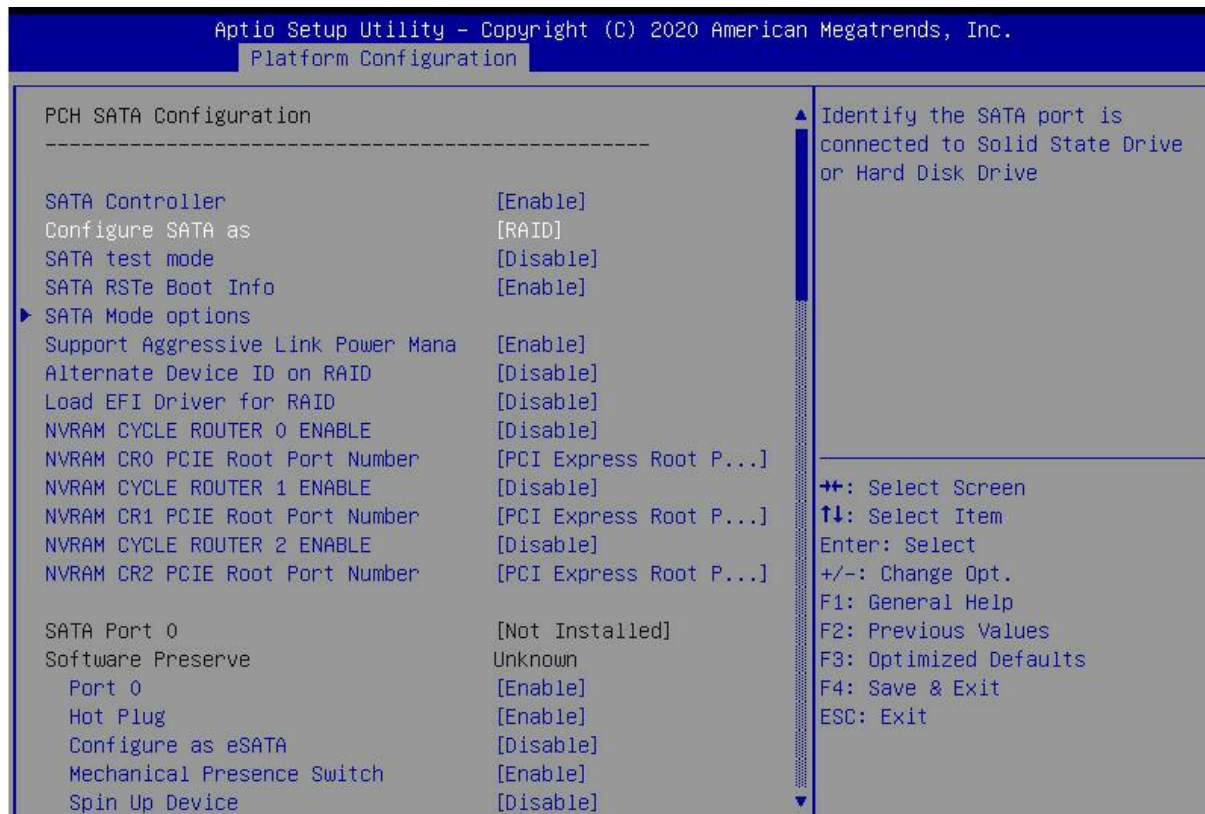 Aptio Setup Utility – Copyright (C) 2020 American Megatrends, Inc.
Platform Configuration
PCH SATA Configuration
--------------------------------------------------
SATA Controller [Enable]
Configure SATA as [RAID]
SATA test mode [Disable]
SATA RSTe Boot Info [Enable]
SATA Mode options
Support Aggressive Link Power Mana [Enable]
Alternate Device ID on RAID [Disable]
Load EFI Driver for RAID [Disable]
NVRAM CYCLE ROUTER 0 ENABLE [Disable]
NVRAM CR0 PCIE Root Port Number [PCI Express Root P...]
NVRAM CYCLE ROUTER 1 ENABLE [Disable]
NVRAM CR1 PCIE Root Port Number [PCI Express Root P...]
NVRAM CYCLE ROUTER 2 ENABLE [Disable]
NVRAM CR2 PCIE Root Port Number [PCI Express Root P...]
SATA Port 0 [Not Installed]
Software Preserve Unknown
Port 0 [Enable]
Hot Plug [Enable]
Configure as eSATA [Disable]
Mechanical Presence Switch [Enable]
Spin Up Device [Disable]
Identify the SATA port is
connected to Solid State Drive
or Hard Disk Drive
→←: Select Screen
↑↓: Select Item
Enter: Select
+/-: Change Opt.
F1: General Help
F2: Previous Values
F3: Optimized Defaults
F4: Save & Exit
ESC: Exit